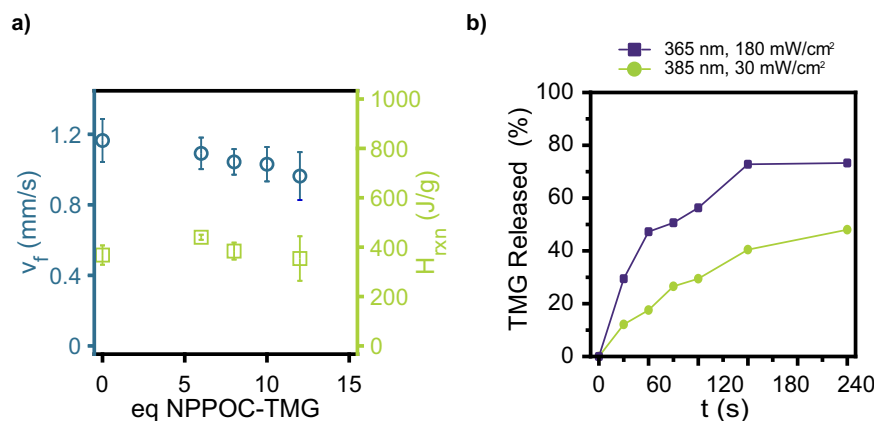 a)
v_f (mm/s)
1.2
0.8
0.4
0
1000
800
600
400
200
0
H_rxn (J/g)
0 5 10 15
eq NPPOC-TMG
b)
365 nm, 180 mW/cm²
385 nm, 30 mW/cm²
TMG Released (%)
100
80
60
40
20
0
0 60 120 180 240
t (s)